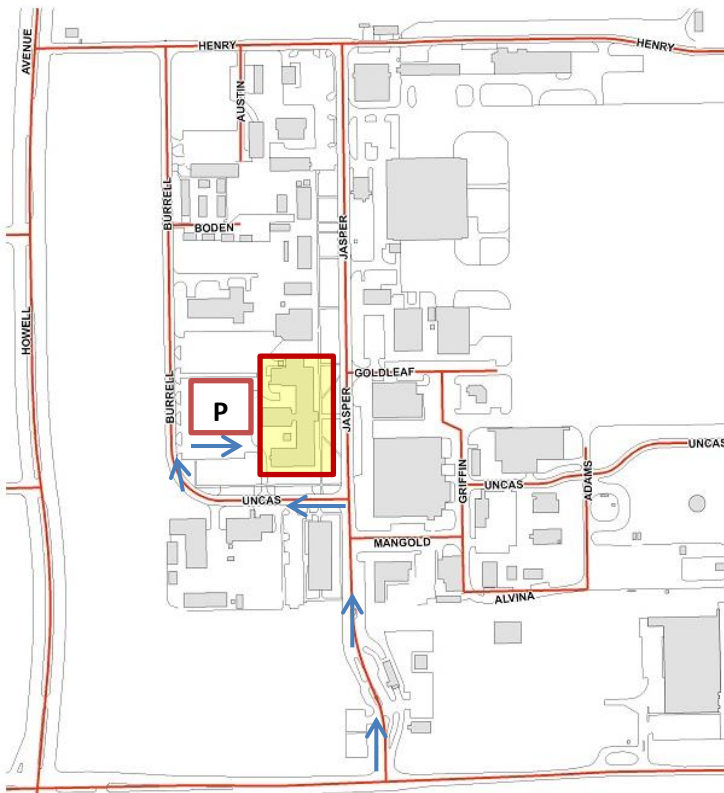 AVENUE
HENRY
HENRY
AUSTIN
BURRELL
BODEN
JASPER
HOWELL
GOLDLEAF
BURRELL
P
JASPER
UNCAS
GRIFFIN
UNCAS
ADAMS
UNCAS
MANGOLD
ALVINA